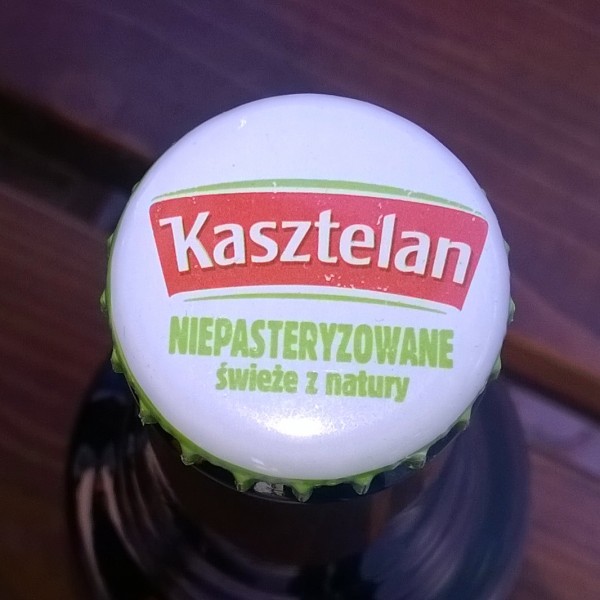 Kasztelan
NIEPASTERYZOWANE
świeże z natury